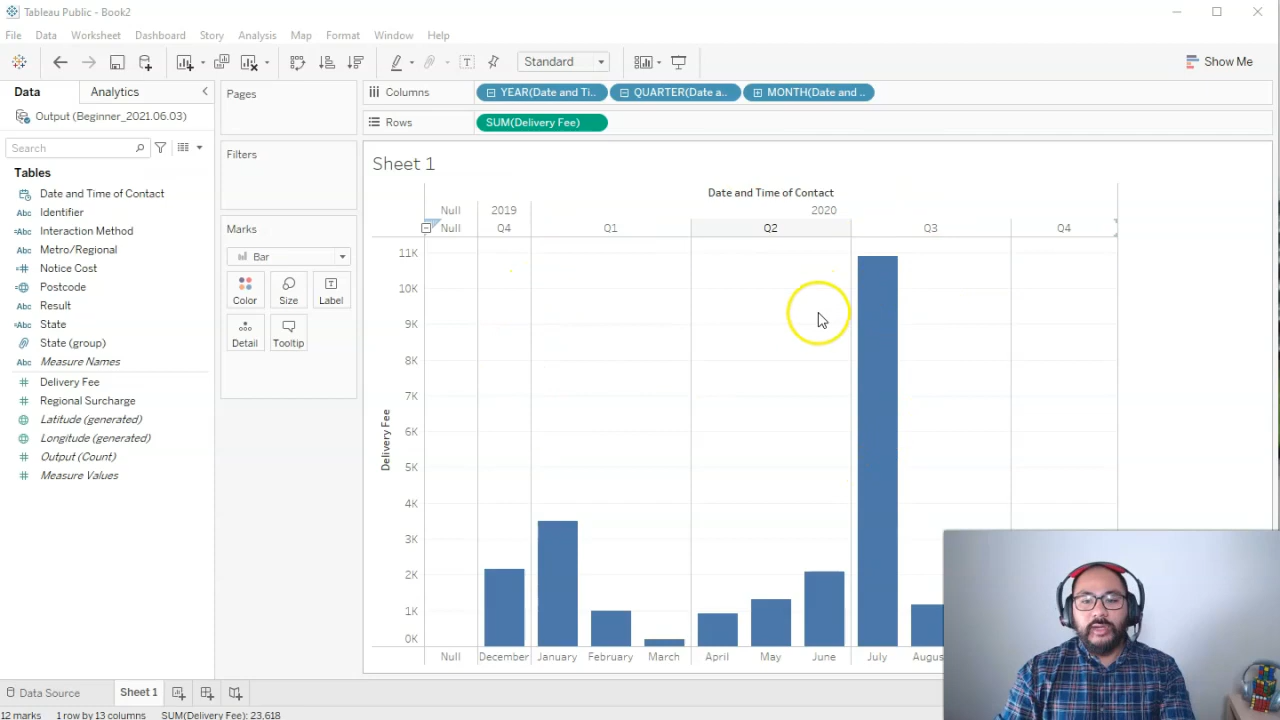 Tableau Public - Book2
File Data Worksheet Dashboard Story Analysis Map Format Window Help
Standard
Show Me
Data Analytics
Output (Beginner_2021.06.03)
Search
Tables
Date and Time of Contact
Abc Identifier
=Abc Interaction Method
Abc Metro/Regional
=# Notice Cost
Postcode
Abc Result
=Abc State
State (group)
Abc Measure Names
# Delivery Fee
# Regional Surcharge
Latitude (generated)
Longitude (generated)
# Output (Count)
# Measure Values
Pages
Filters
Marks
Bar
Color Size Label
Detail Tooltip
Columns YEAR(Date and Ti.. QUARTER(Date a.. MONTH(Date and ..
Rows SUM(Delivery Fee)
Sheet 1
Date and Time of Contact
Null 2019 2020
Null Q4 Q1 Q2 Q3 Q4
11K
10K
9K
8K
7K
6K
5K
4K
3K
2K
1K
0K
Delivery Fee
Null December January February March April May June July Augus
Data Source Sheet 1
12 marks 1 row by 13 columns SUM(Delivery Fee): 23,618